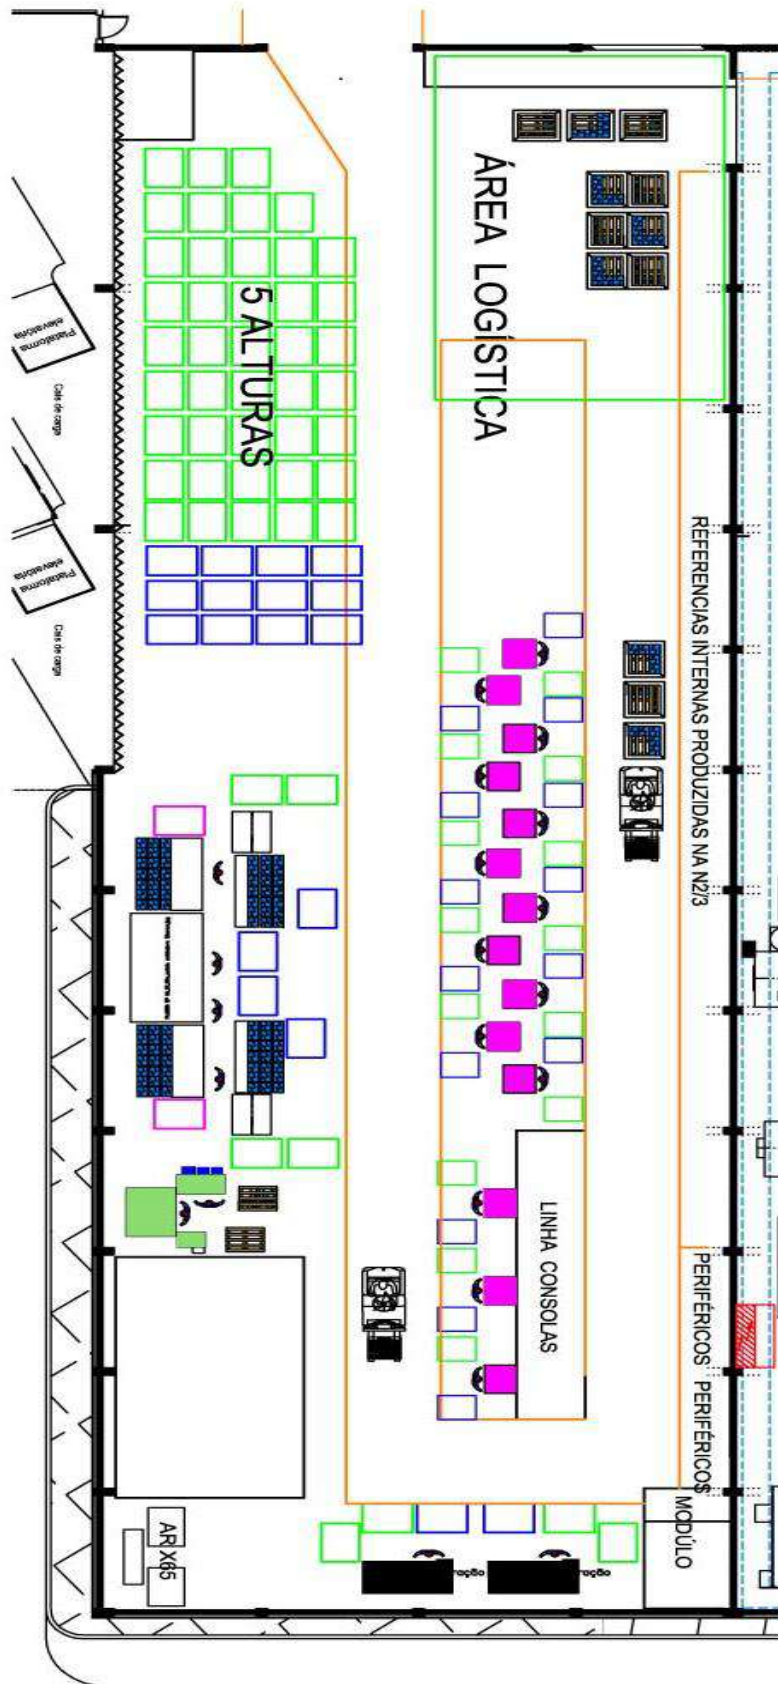 ÁREA LOGÍSTICA
5 ALTURAS
Plataforma
elevatória
Cais de carga
Plataforma
elevatória
Cais de carga
REFERENCIAS INTERNAS PRODUZIDAS NA N2/3
LINHA CONSOLAS
PERIFÉRICOS
PERIFÉRICOS
MODÚLO
AR X65